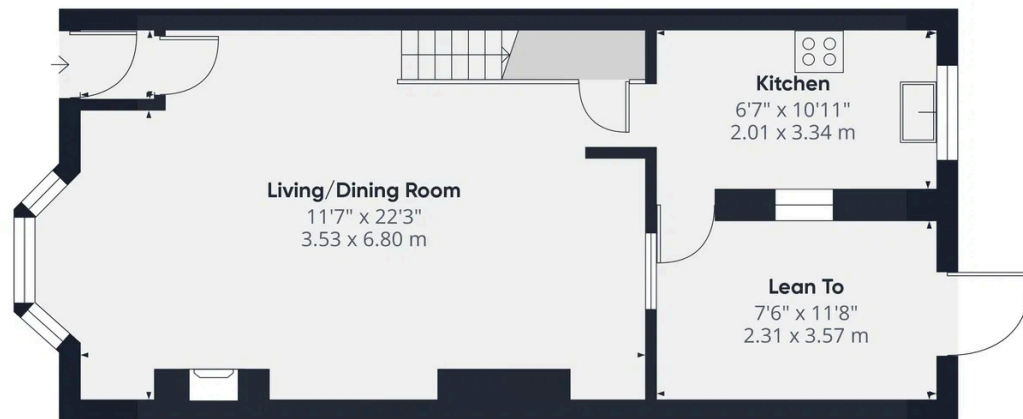 Kitchen
6'7" x 10'11"
2.01 x 3.34 m
Living/Dining Room
11'7" x 22'3"
3.53 x 6.80 m
Lean To
7'6" x 11'8"
2.31 x 3.57 m